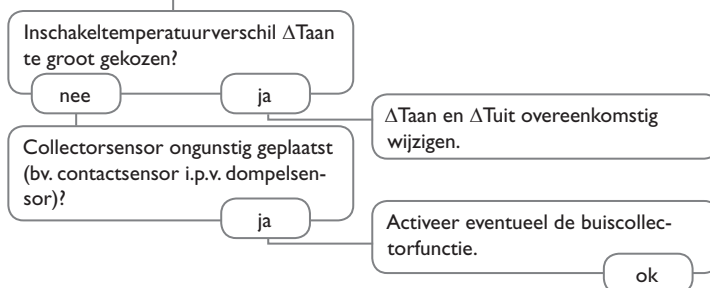 Inschakeltemperatuurverschil ΔTaan
te groot gekozen?
nee
ja
ΔTaan en ΔTuit overeenkomstig
wijzigen.
Collectorsensor ongunstig geplaatst
(bv. contactsensor i.p.v. dompelsen-
sor)?
ja
Activeer eventueel de buiscollec-
torfunctie.
ok